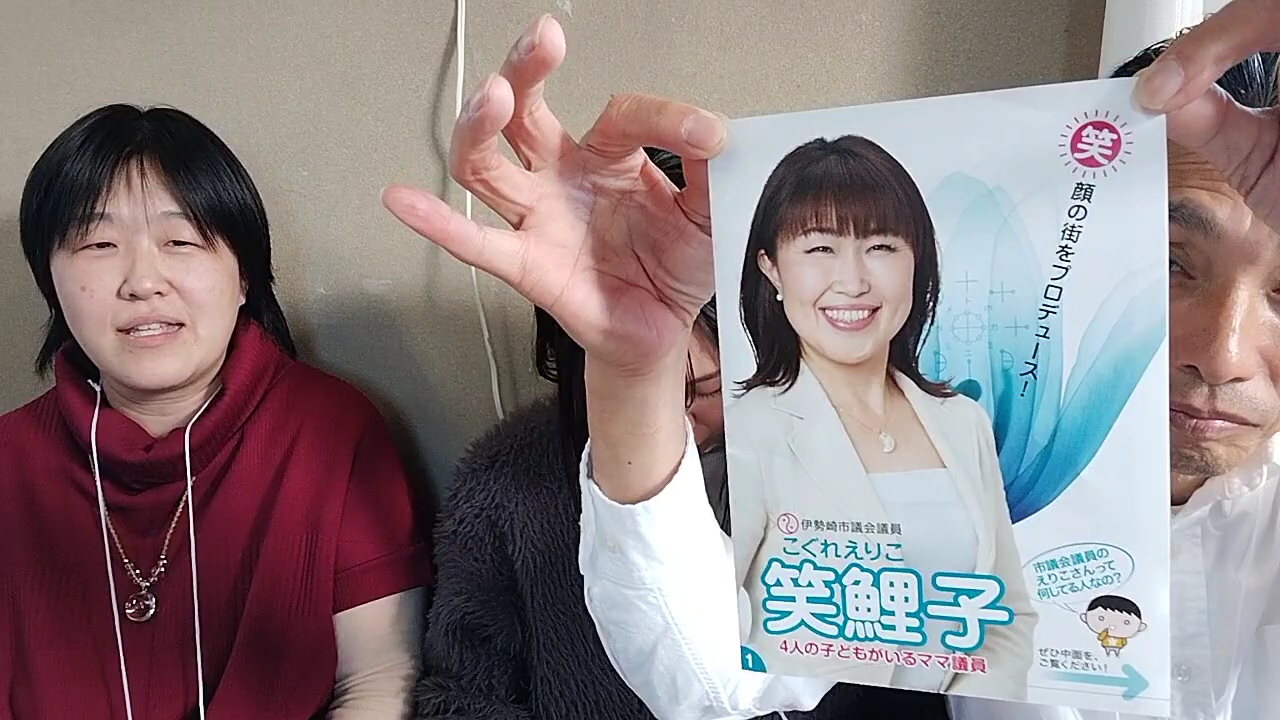 笑
顔の街をプロデュース!
伊勢崎市議会議員
こぐれえりこ
笑鯉子
4人の子どもがいるママ議員
1
市議会議員の
えりこさんって
何してる人なの?
ぜひ中面を、
ご覧ください!